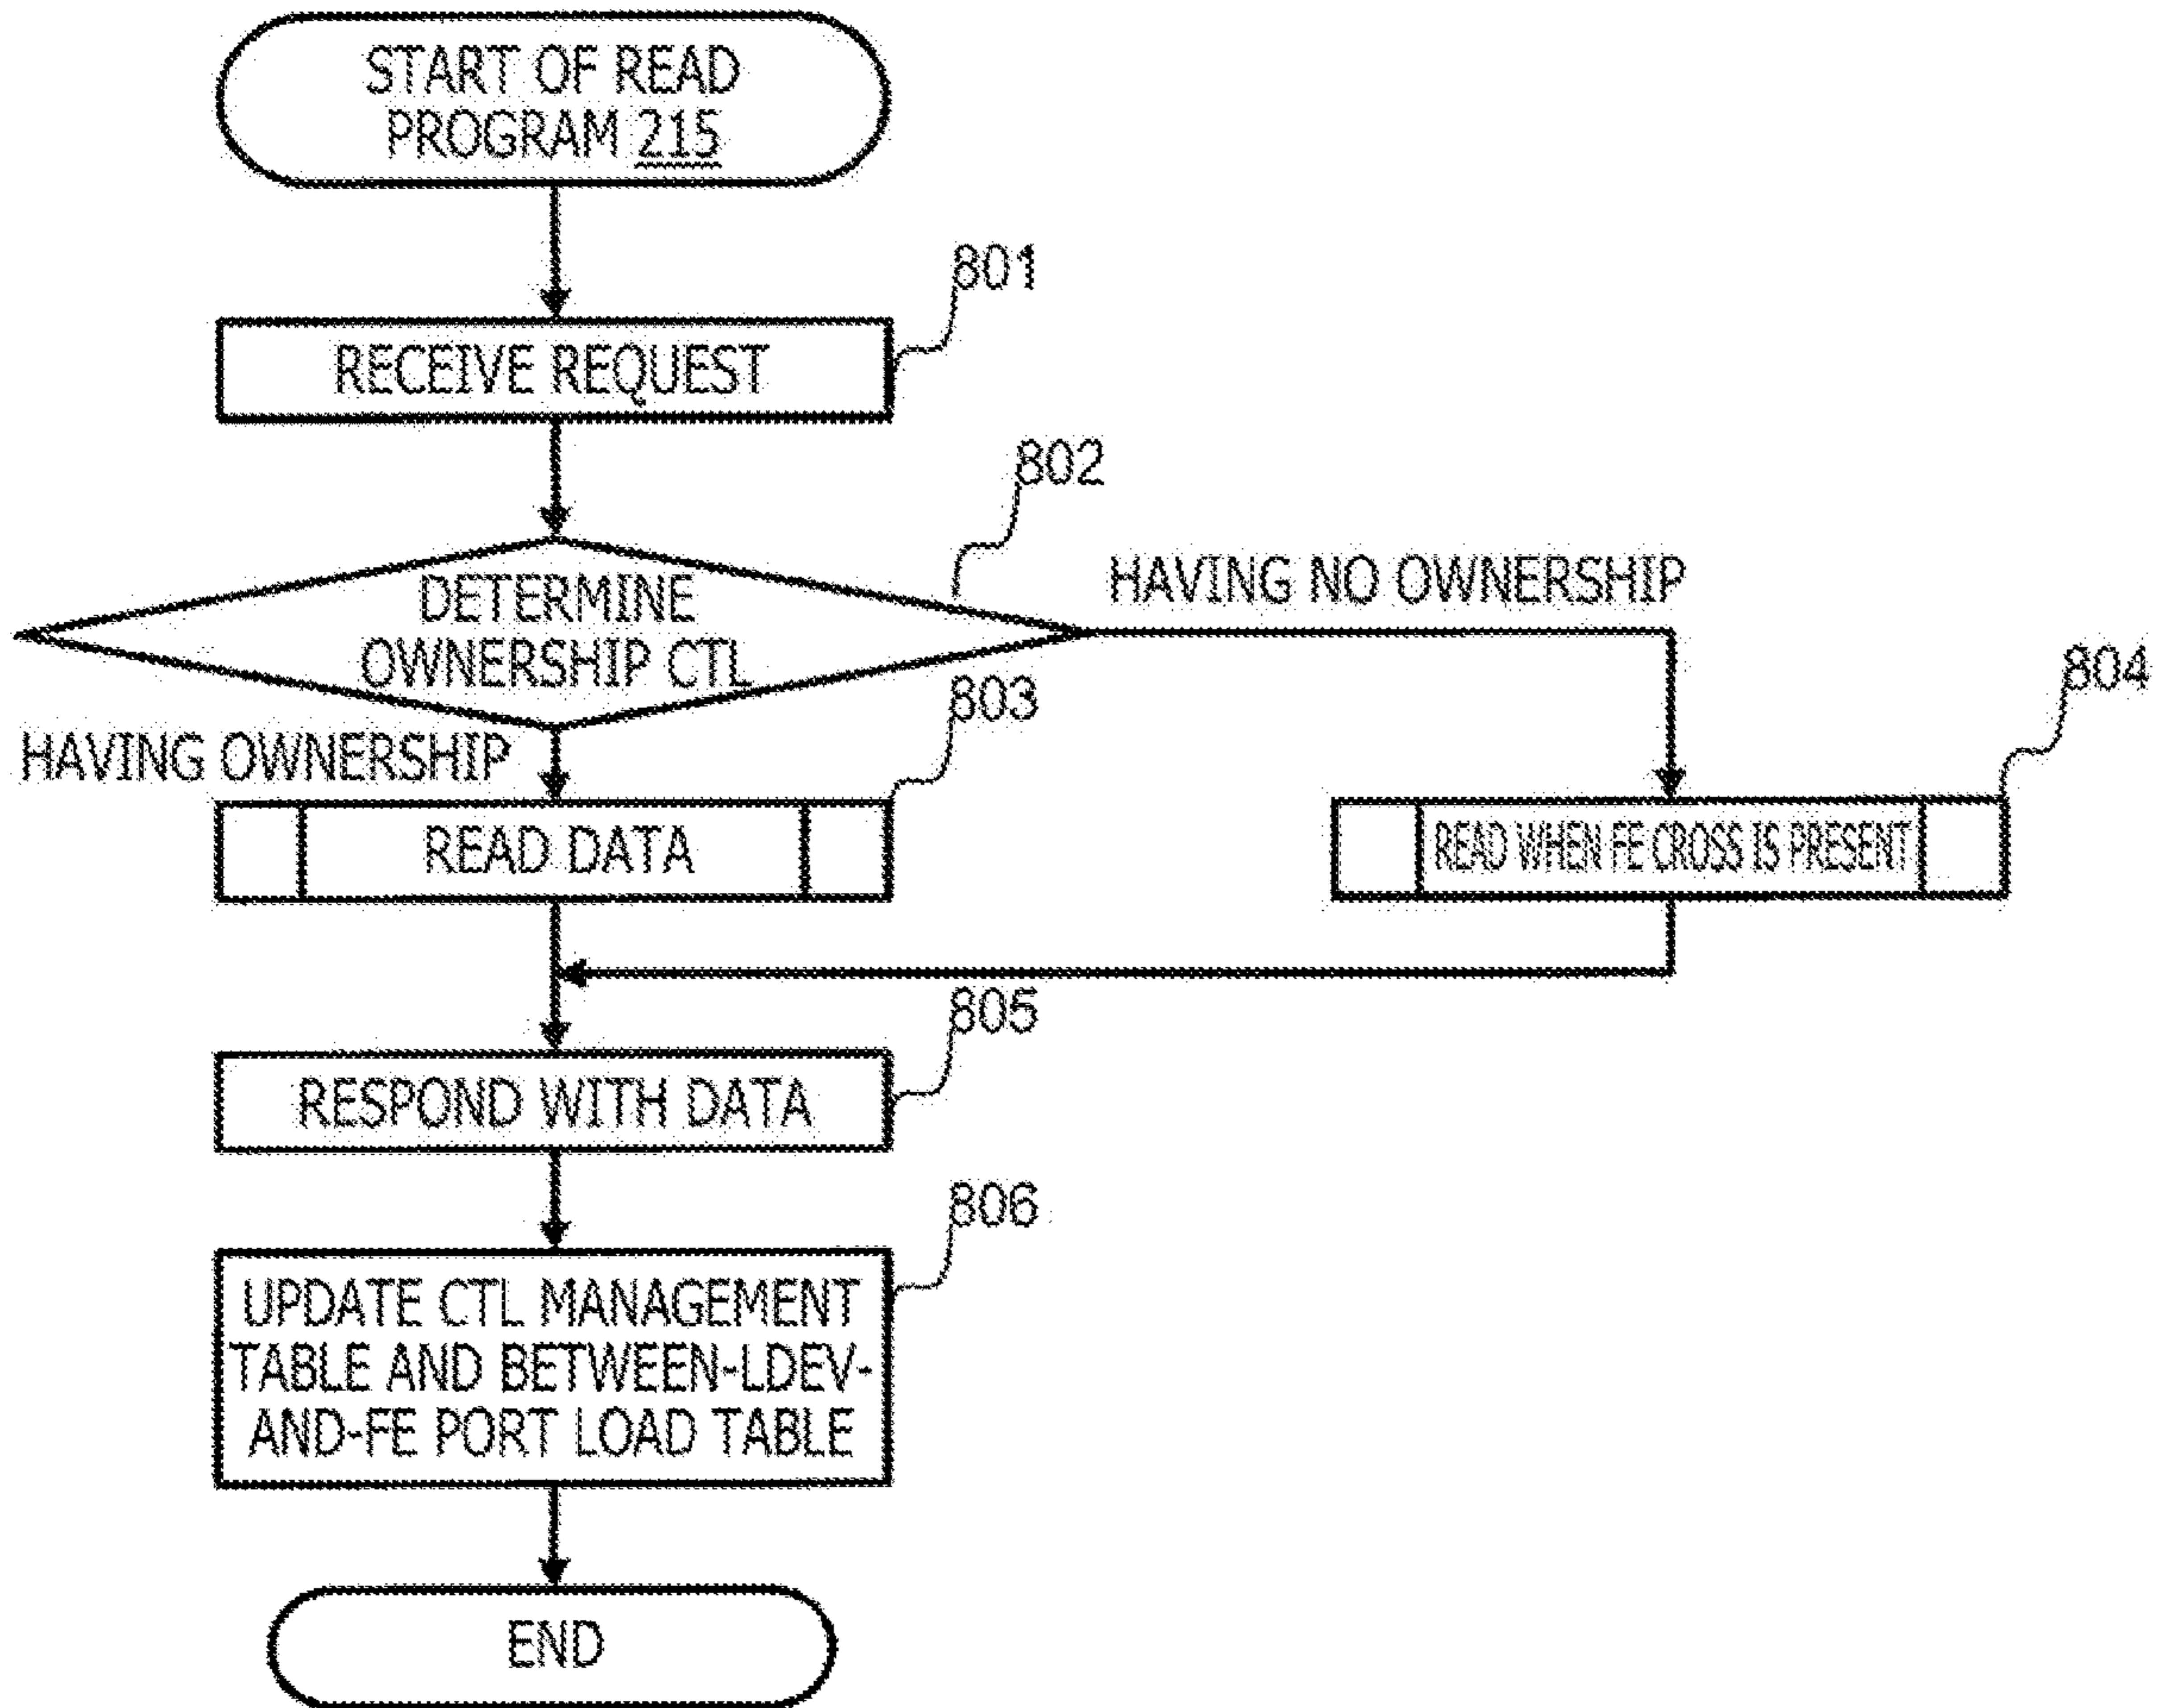 START OF READ
PROGRAM 215
801
RECEIVE REQUEST
802
DETERMINE
OWNERSHIP CTL
HAVING NO OWNERSHIP
803
804
HAVING OWNERSHIP
READ DATA
READ WHEN FE CROSS IS PRESENT
805
RESPOND WITH DATA
806
UPDATE CTL MANAGEMENT
TABLE AND BETWEEN-LDEV-
AND-FE PORT LOAD TABLE
END